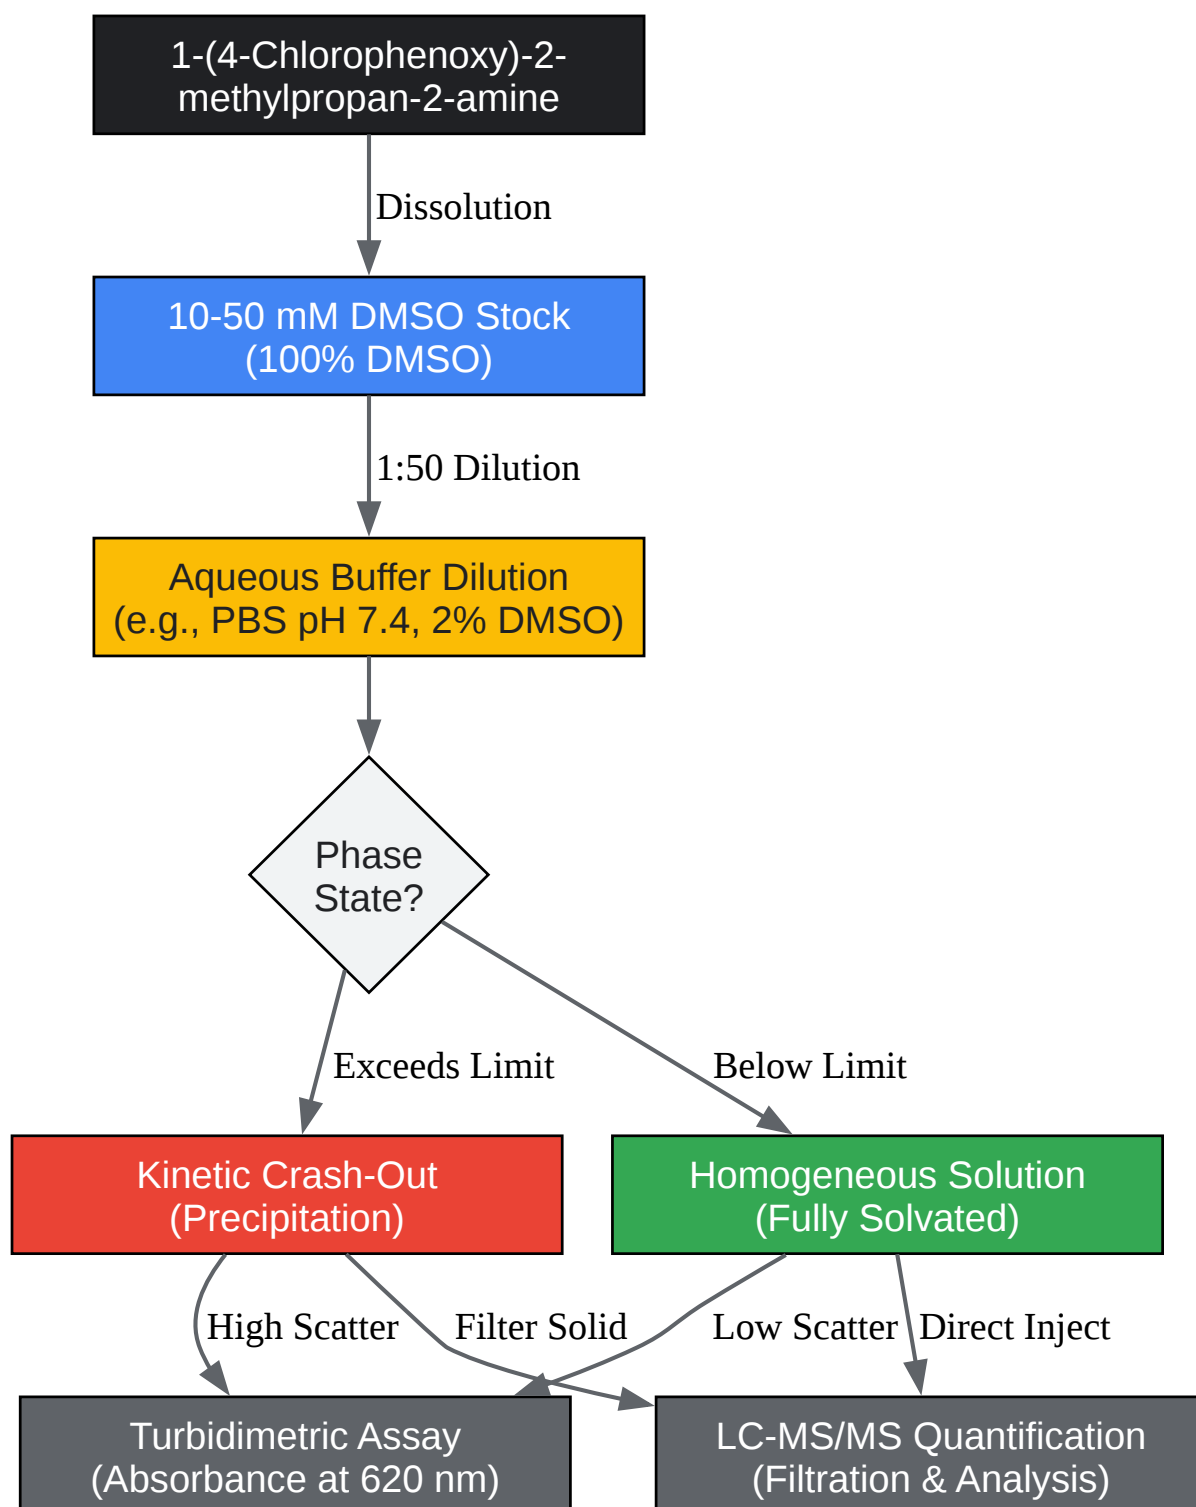 1-(4-Chlorophenoxy)-2-
methylpropan-2-amine
Dissolution
10-50 mM DMSO Stock
(100% DMSO)
1:50 Dilution
Aqueous Buffer Dilution
(e.g., PBS pH 7.4, 2% DMSO)
Phase
State?
Exceeds Limit
Below Limit
Kinetic Crash-Out
(Precipitation)
Homogeneous Solution
(Fully Solvated)
High Scatter
Filter Solid
Low Scatter
Direct Inject
Turbidimetric Assay
(Absorbance at 620 nm)
LC-MS/MS Quantification
(Filtration & Analysis)